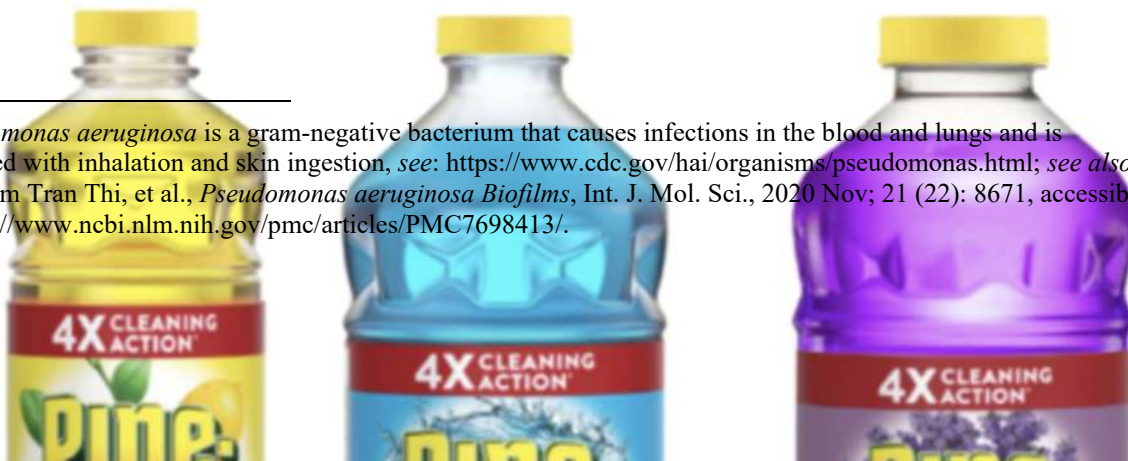 monas aeruginosa is a gram-negative bacterium that causes infections in the blood and lungs and is
ed with inhalation and skin ingestion, see: https://www.cdc.gov/hai/organisms/pseudomonas.html; see also
m Tran Thi, et al., Pseudomonas aeruginosa Biofilms, Int. J. Mol. Sci., 2020 Nov; 21 (22): 8671, accessib
//www.ncbi.nlm.nih.gov/pmc/articles/PMC7698413/.
4X CLEANING
ACTION*
4X CLEANING
ACTION*
4X CLEANING
ACTION*
Pine-
Pine